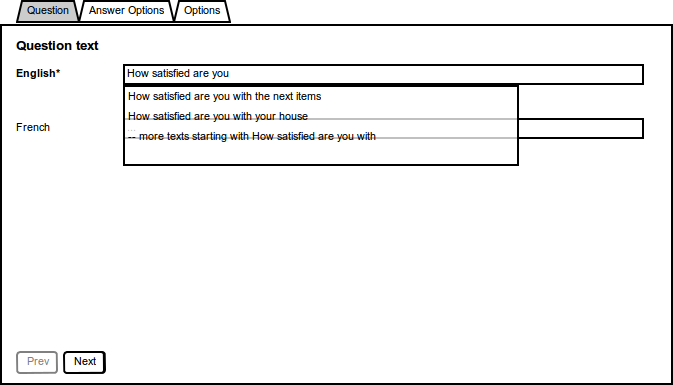 Question Answer Options Options
Question text
English* How satisfied are you
How satisfied are you with the next items
How satisfied are you with your house
French ...
-- more texts starting with How satisfied are you with
Prev Next